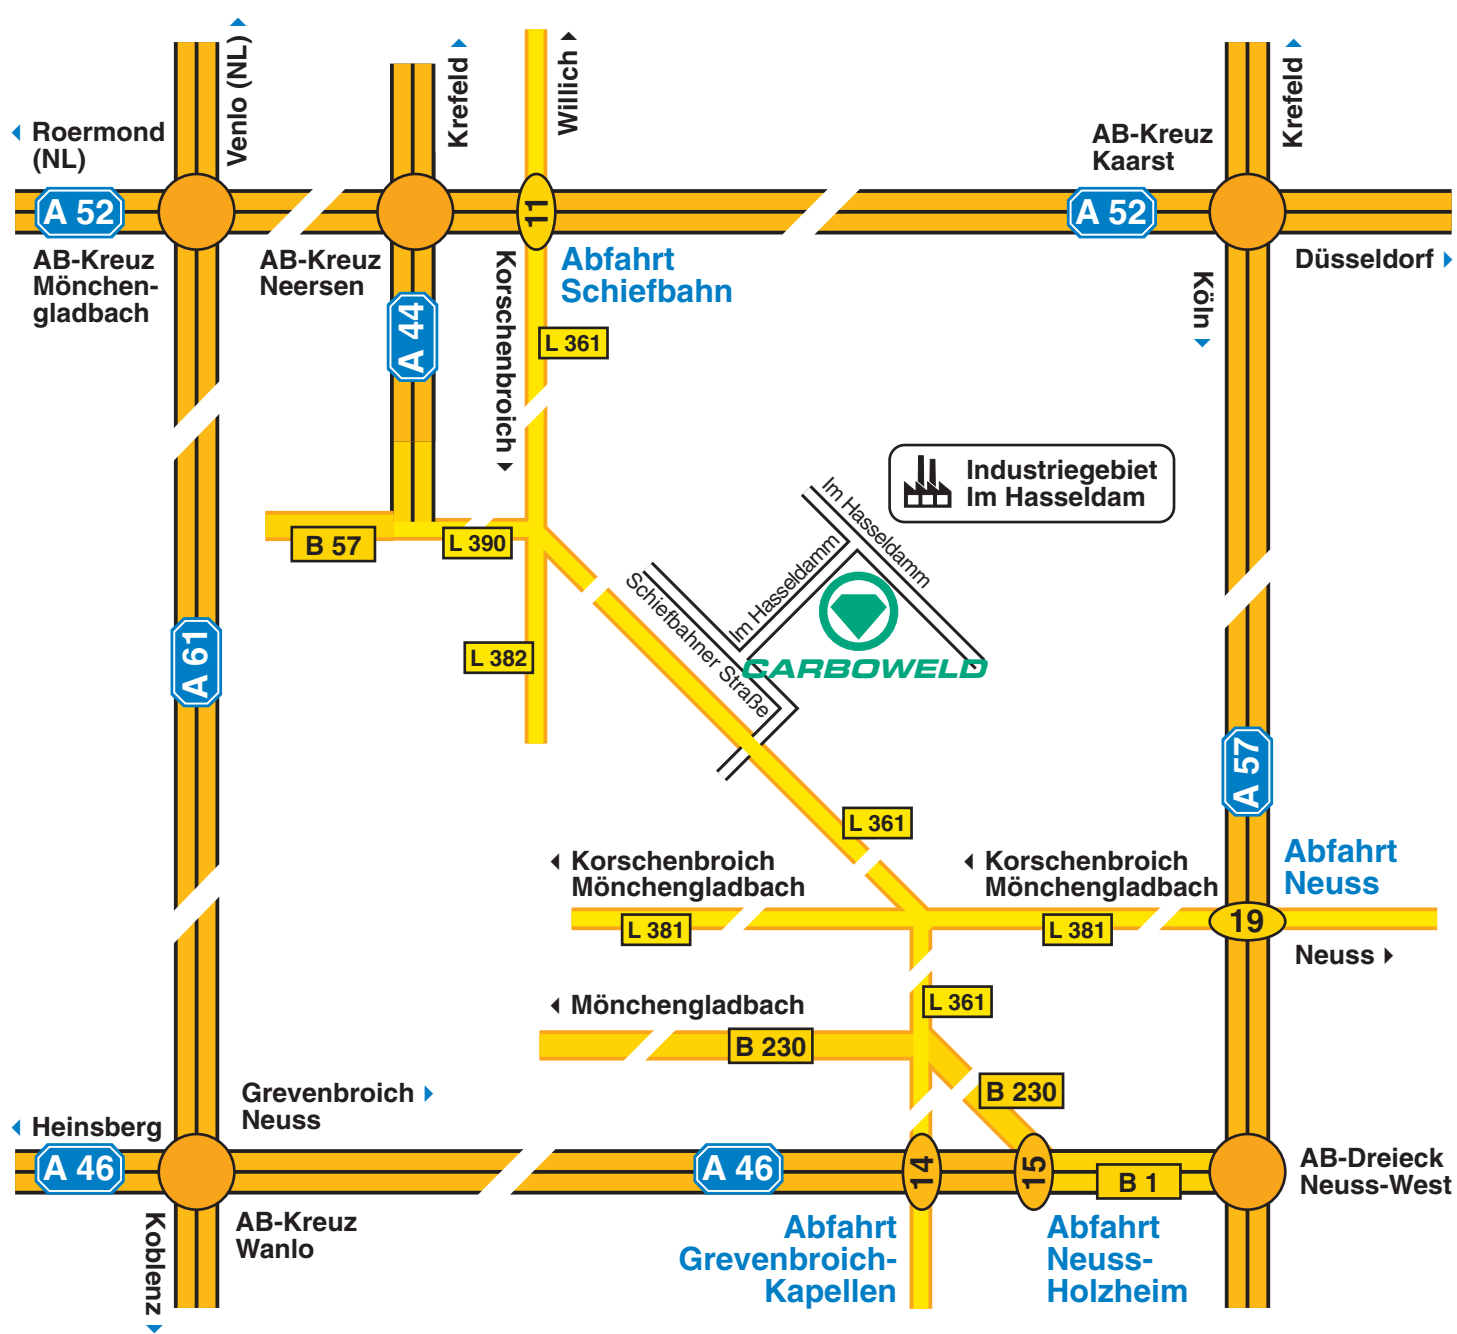 Venlo (NL)
Krefeld
Willich
Krefeld
Roermond
(NL)
AB-Kreuz
Kaarst
A 52
11
A 52
AB-Kreuz
Mönchen-
gladbach
AB-Kreuz
Neersen
Korschenbroich
Abfahrt
Schiefbahn
Köln
Düsseldorf
A 44
L 361
Industriegebiet
Im Hasseldam
Im Hasseldamm
Im Hasseldamm
Schiefbahner Straße
B 57
L 390
L 382
CARBOWELD
A 61
A 57
L 361
Korschenbroich
Mönchengladbach
Korschenbroich
Mönchengladbach
Abfahrt
Neuss
L 381
L 381
19
Neuss
Mönchengladbach
L 361
B 230
B 230
Grevenbroich
Neuss
Heinsberg
A 46
A 46
14
15
B 1
AB-Dreieck
Neuss-West
Koblenz
AB-Kreuz
Wanlo
Abfahrt
Grevenbroich-
Kapellen
Abfahrt
Neuss-
Holzheim